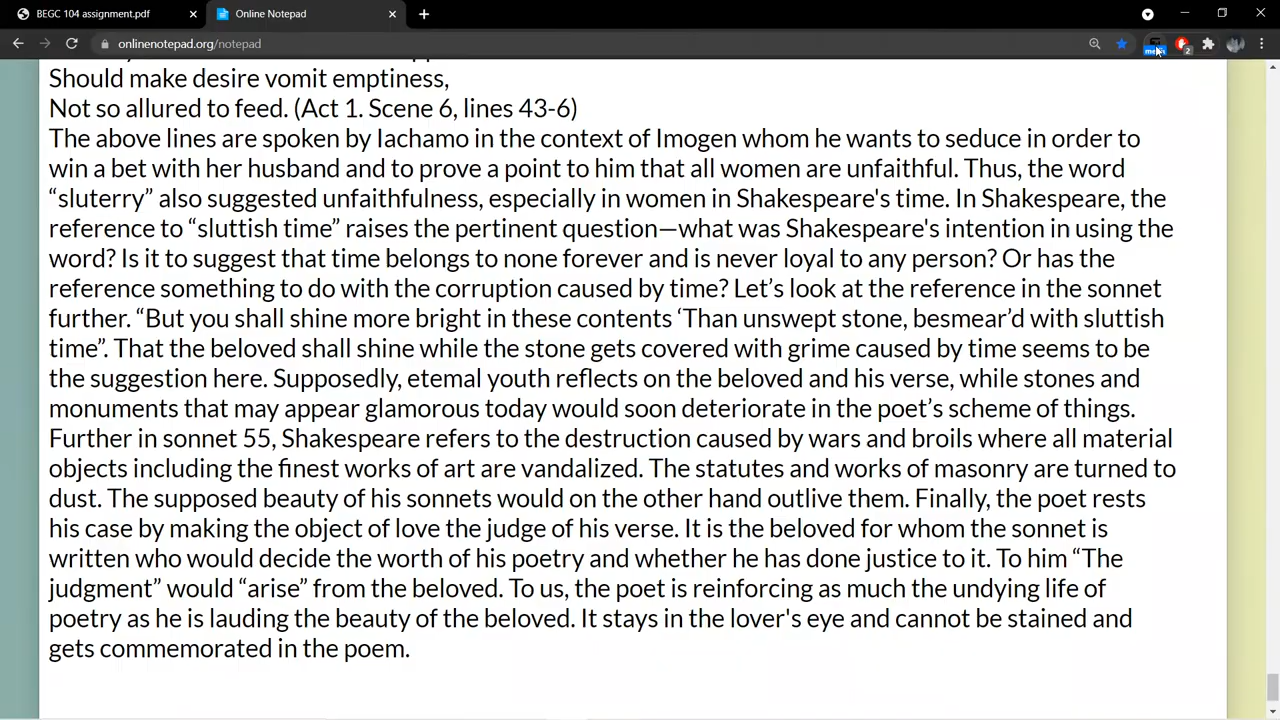 BEGC 104 assignment.pdf
Online Notepad
onlinenotepad.org/notepad
2
Should make desire vomit emptiness,
Not so allured to feed. (Act 1. Scene 6, lines 43-6)
The above lines are spoken by Iachamo in the context of Imogen whom he wants to seduce in order to
win a bet with her husband and to prove a point to him that all women are unfaithful. Thus, the word
“sluterry” also suggested unfaithfulness, especially in women in Shakespeare's time. In Shakespeare, the
reference to “sluttish time” raises the pertinent question—what was Shakespeare's intention in using the
word? Is it to suggest that time belongs to none forever and is never loyal to any person? Or has the
reference something to do with the corruption caused by time? Let’s look at the reference in the sonnet
further. “But you shall shine more bright in these contents ‘Than unswept stone, besmear’d with sluttish
time”. That the beloved shall shine while the stone gets covered with grime caused by time seems to be
the suggestion here. Supposedly, etemal youth reflects on the beloved and his verse, while stones and
monuments that may appear glamorous today would soon deteriorate in the poet’s scheme of things.
Further in sonnet 55, Shakespeare refers to the destruction caused by wars and broils where all material
objects including the finest works of art are vandalized. The statutes and works of masonry are turned to
dust. The supposed beauty of his sonnets would on the other hand outlive them. Finally, the poet rests
his case by making the object of love the judge of his verse. It is the beloved for whom the sonnet is
written who would decide the worth of his poetry and whether he has done justice to it. To him “The
judgment” would “arise” from the beloved. To us, the poet is reinforcing as much the undying life of
poetry as he is lauding the beauty of the beloved. It stays in the lover's eye and cannot be stained and
gets commemorated in the poem.